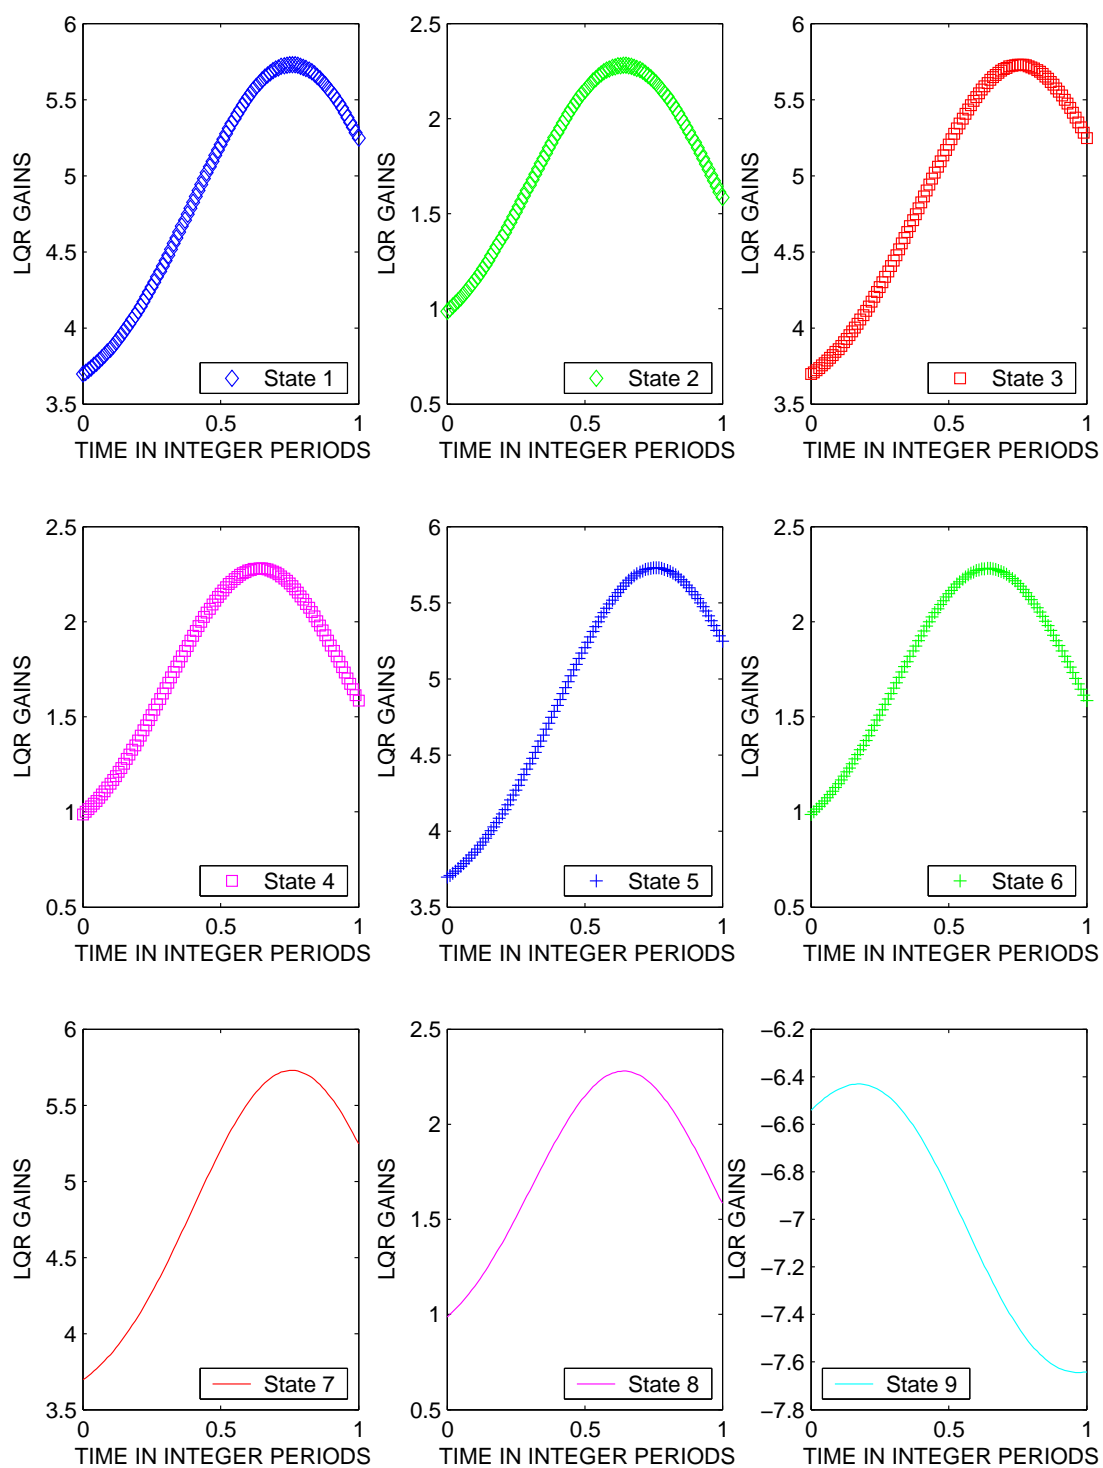 6
5.5
5
4.5
4
3.5
0
0.5
1
LQR GAINS
TIME IN INTEGER PERIODS
State 1
2.5
2
1.5
1
0.5
0
0.5
1
LQR GAINS
TIME IN INTEGER PERIODS
State 2
6
5.5
5
4.5
4
3.5
0
0.5
1
LQR GAINS
TIME IN INTEGER PERIODS
State 3
2.5
2
1.5
1
0.5
0
0.5
1
LQR GAINS
TIME IN INTEGER PERIODS
State 4
6
5.5
5
4.5
4
3.5
0
0.5
1
LQR GAINS
TIME IN INTEGER PERIODS
State 5
2.5
2
1.5
1
0.5
0
0.5
1
LQR GAINS
TIME IN INTEGER PERIODS
State 6
6
5.5
5
4.5
4
3.5
0
0.5
1
LQR GAINS
TIME IN INTEGER PERIODS
State 7
2.5
2
1.5
1
0.5
0
0.5
1
LQR GAINS
TIME IN INTEGER PERIODS
State 8
−6.2
−6.4
−6.6
−6.8
−7
−7.2
−7.4
−7.6
−7.8
0
0.5
1
LQR GAINS
TIME IN INTEGER PERIODS
State 9